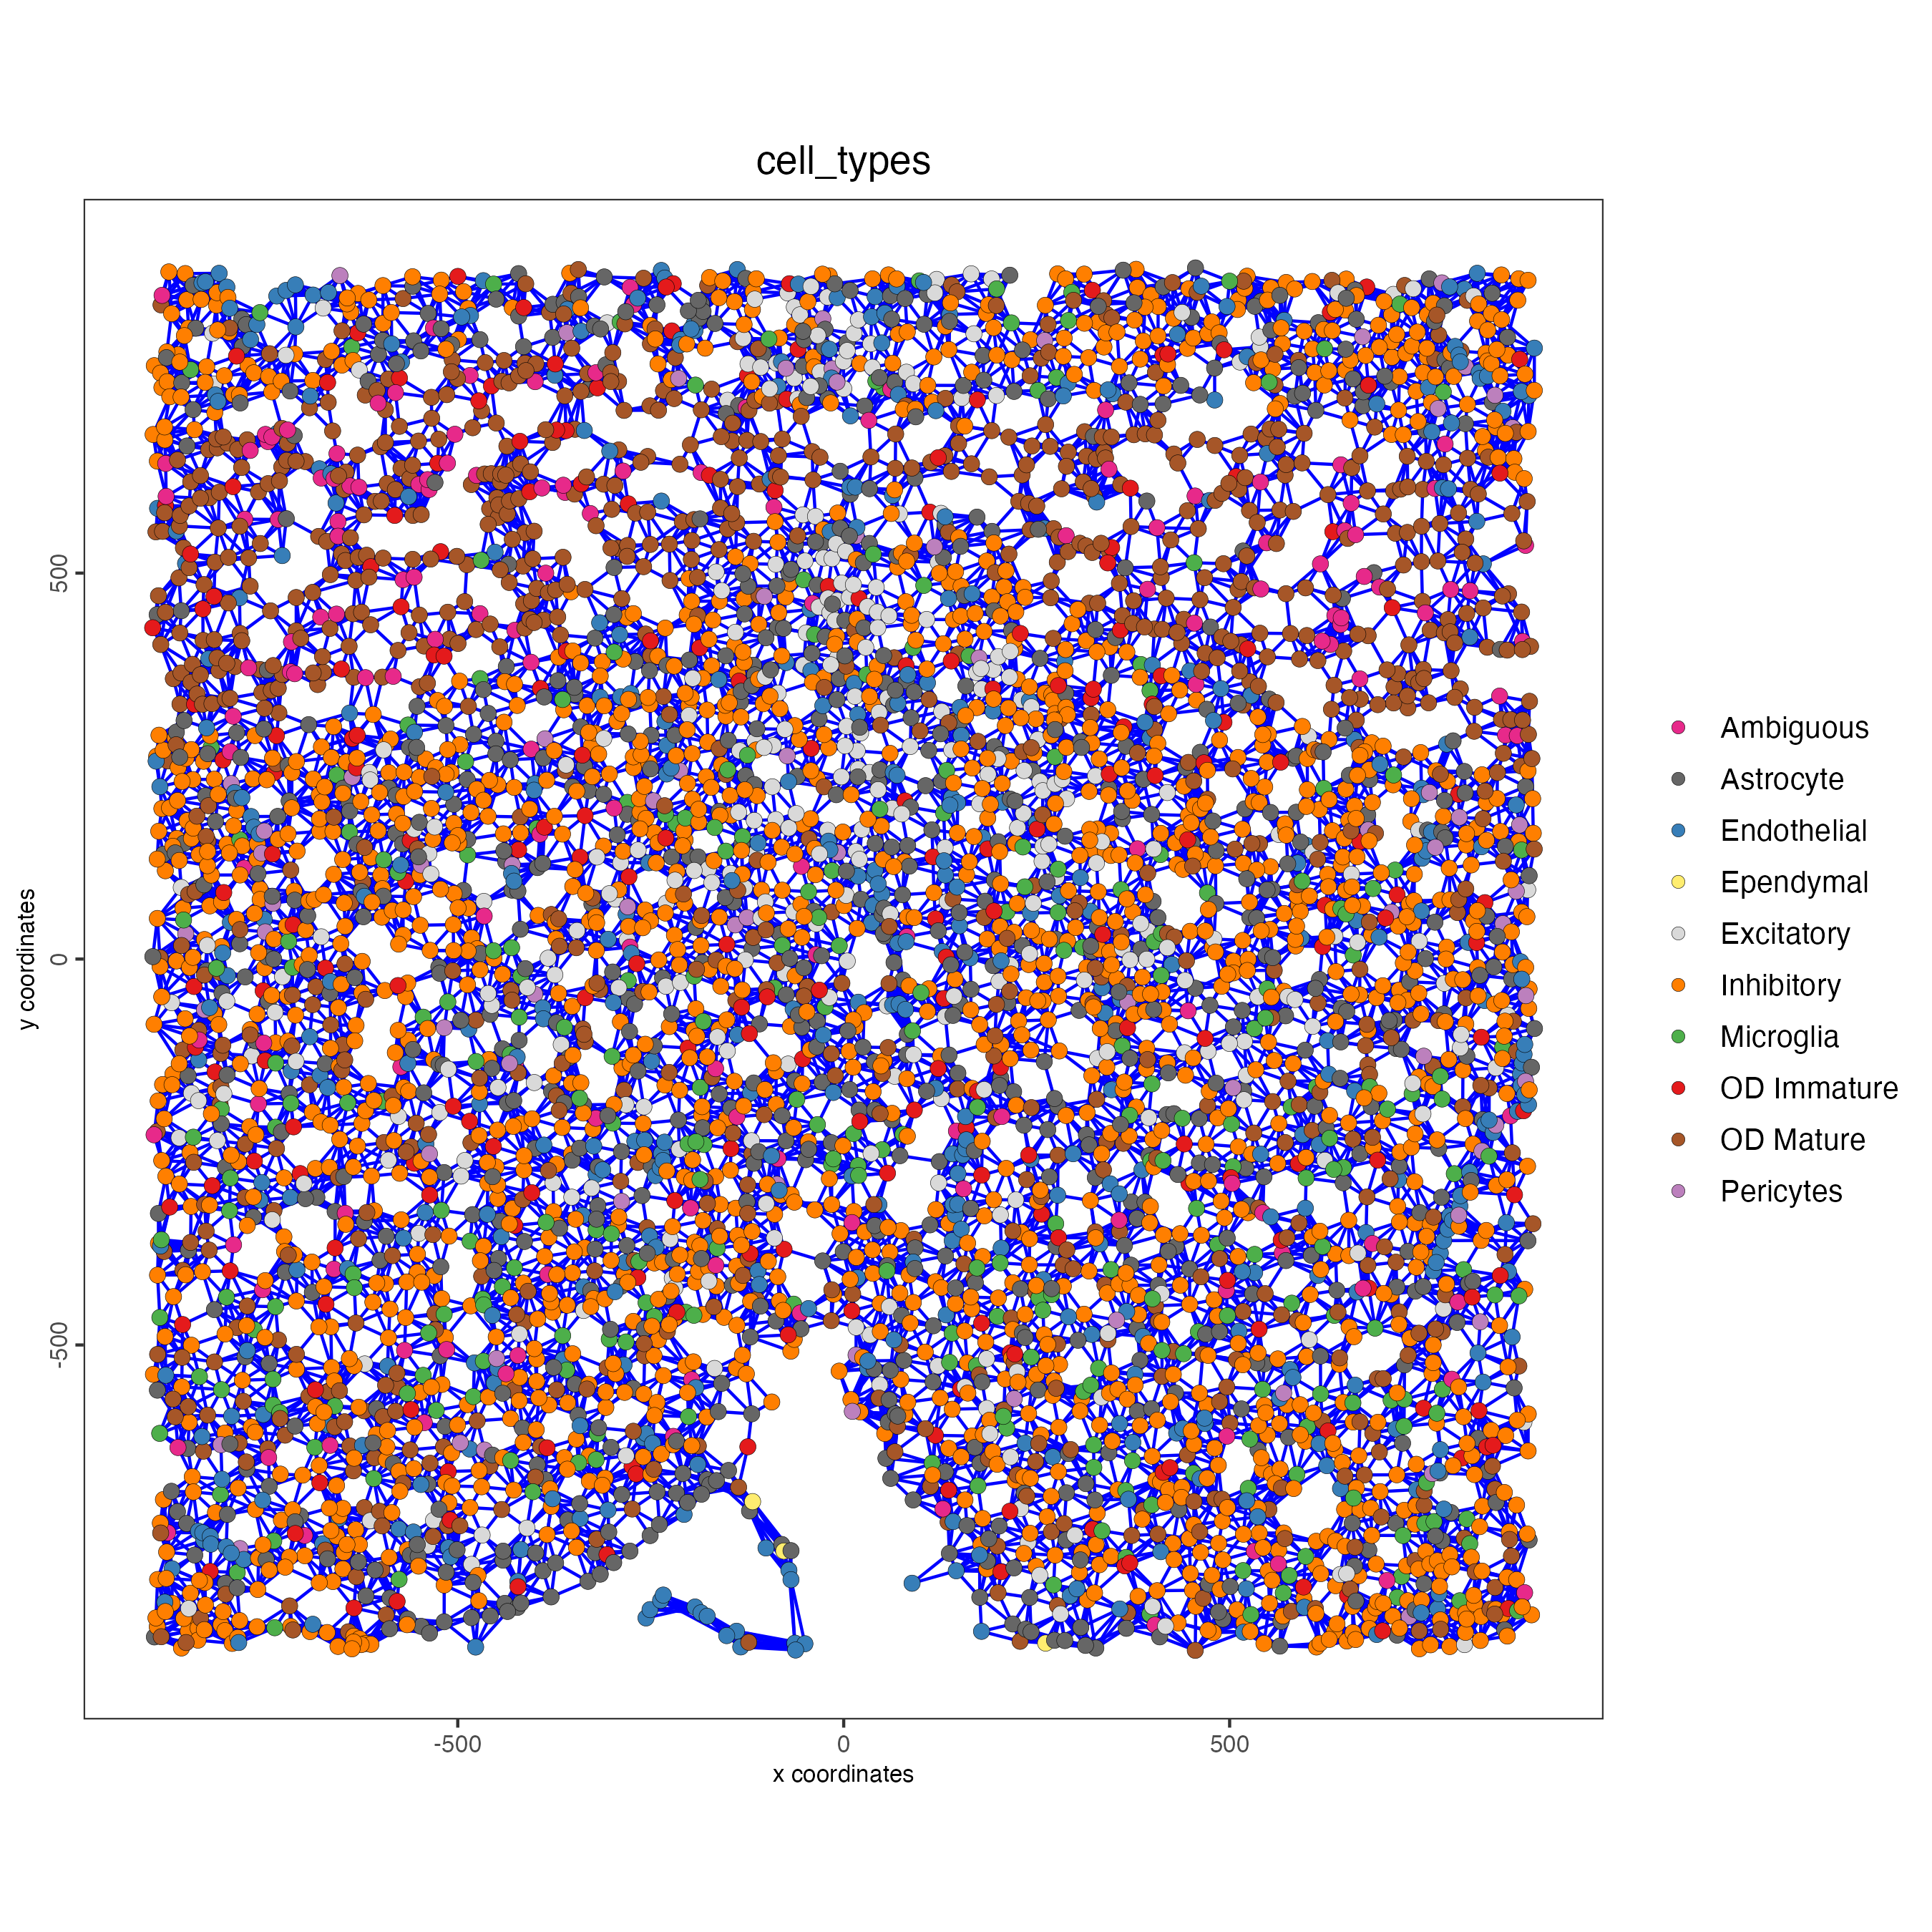 cell_types
500
0
-500
y coordinates
-500
0
500
x coordinates
Ambiguous
Astrocyte
Endothelial
Ependymal
Excitatory
Inhibitory
Microglia
OD Immature
OD Mature
Pericytes